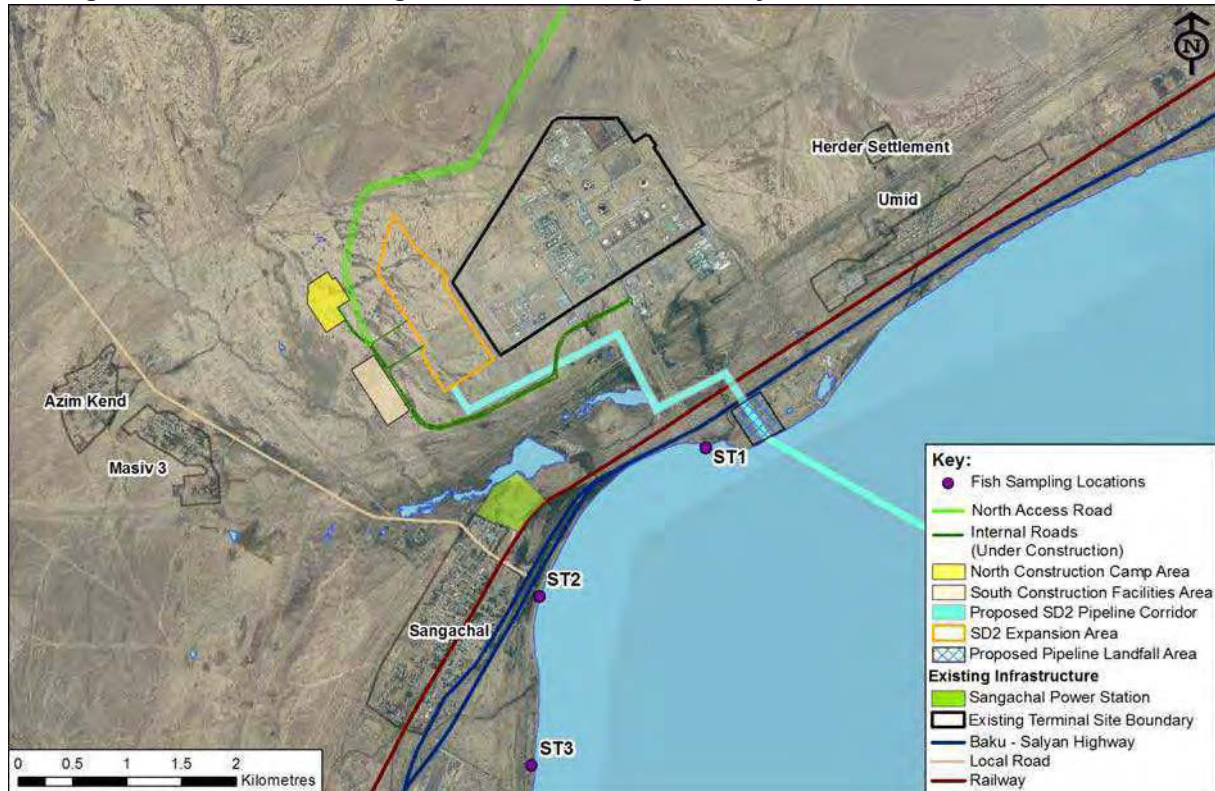 N
Herder Settlement
Umid
Azim Kend
Masiv 3
ST1
ST2
Sangachal
ST3
Key:
Fish Sampling Locations
North Access Road
Internal Roads
(Under Construction)
North Construction Camp Area
South Construction Facilities Area
Proposed SD2 Pipeline Corridor
SD2 Expansion Area
Proposed Pipeline Landfall Area
Existing Infrastructure
Sangachal Power Station
Existing Terminal Site Boundary
Baku - Salyan Highway
Local Road
Railway
0 0.5 1 1.5 2
Kilometres